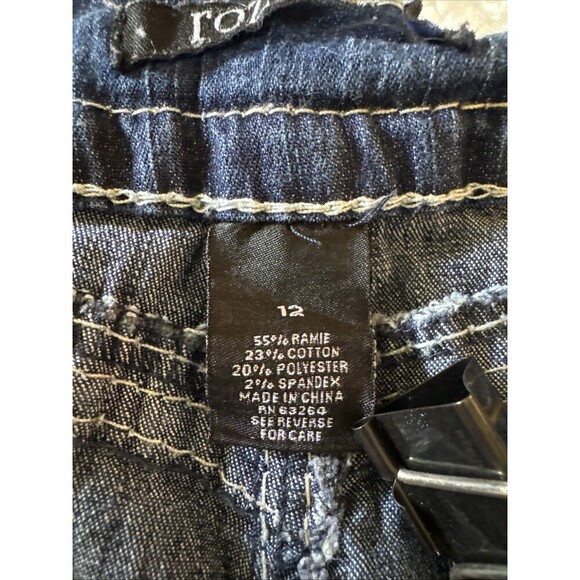 12
55% RAMIE
23% COTTON
20% POLYESTER
2% SPANDEX
MADE IN CHINA
RN 63264
SEE REVERSE
FOR CARE